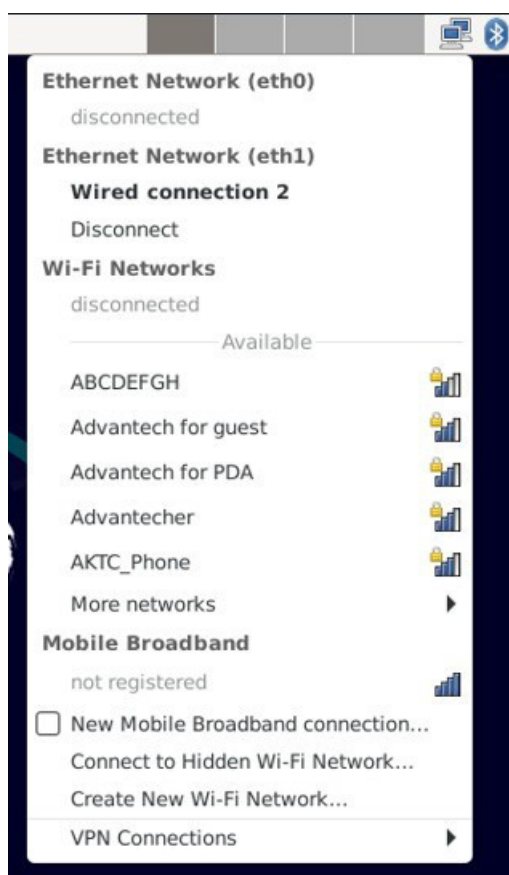 Ethernet Network (eth0)
disconnected
Ethernet Network (eth1)
Wired connection 2
Disconnect
Wi-Fi Networks
disconnected
Available
ABCDEFGH
Advantech for guest
Advantech for PDA
Advantecher
AKTC_Phone
More networks
Mobile Broadband
not registered
New Mobile Broadband connection...
Connect to Hidden Wi-Fi Network...
Create New Wi-Fi Network...
VPN Connections